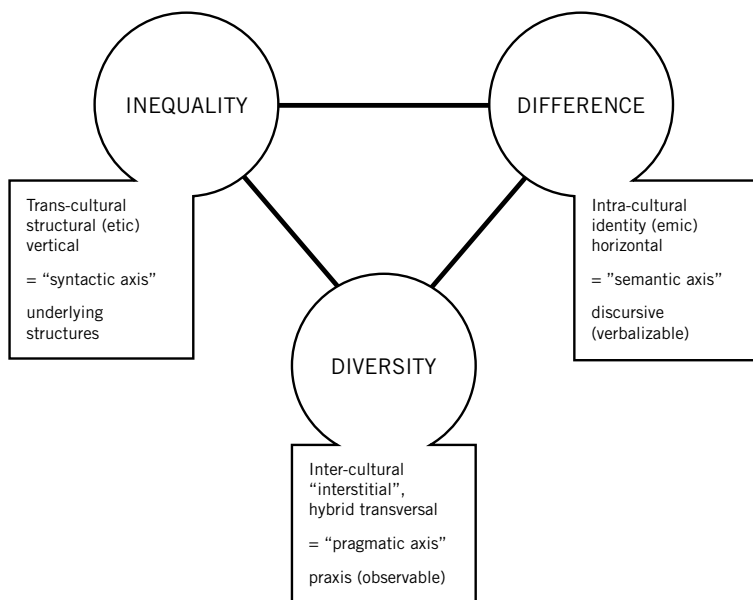 INEQUALITY
Trans-cultural
structural (etic)
vertical
= “syntactic axis”
underlying
structures
DIFFERENCE
Intra-cultural
identity (emic)
horizontal
= ”semantic axis”
discursive
(verbalizable)
DIVERSITY
Inter-cultural
“interstitial”,
hybrid transversal
= “pragmatic axis”
praxis (observable)